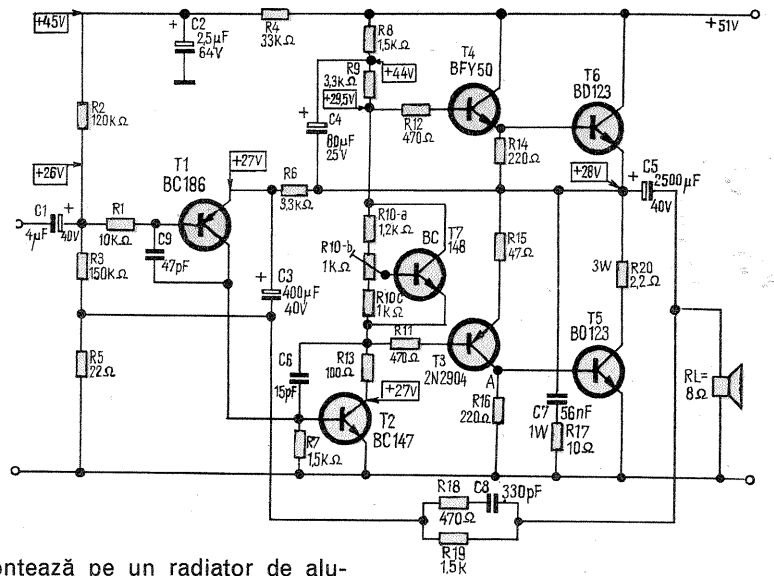 +45V
C2
2,5µF
64V
R4
33KΩ
R8
1,5KΩ
+51V
R9
3,3KΩ
+44V
+29,5V
T4
BFY50
T6
BD123
R2
120KΩ
C4
80µF
25V
R12
470Ω
R14
220Ω
+26V
T1
BC186
+27V
R6
3,3KΩ
+28V
C5
2500µF
40V
C1
4µF
40V
R1
10KΩ
R10-a
1,2KΩ
R10-b
1KΩ
BC
T7
148
R15
47Ω
C9
47pF
R3
150KΩ
C3
400µF
40V
R10c
1KΩ
3W
R20
2,2Ω
R11
470Ω
T3
2N2904
T5
BD123
R5
22Ω
C6
15pF
R13
100Ω
+27V
A
R16
220Ω
C7
56nF
RL=
8Ω
R7
1,5KΩ
T2
BC147
1W
R17
10Ω
R18
470Ω
C8
330pF
R19
1,5k
ontează pe un radiator de alu-